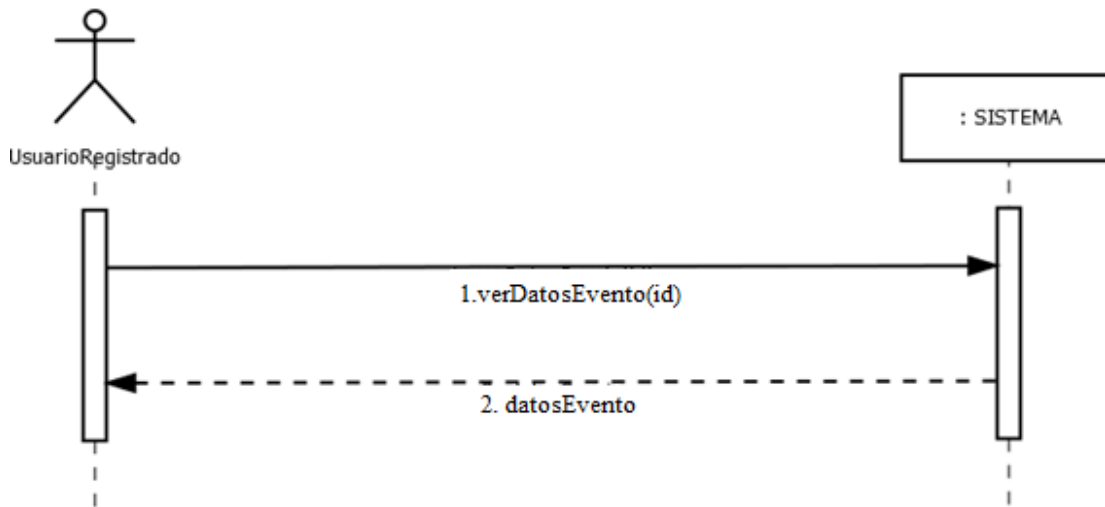 UsuarioRegistrado
: SISTEMA
1.verDatosEvento(id)
2. datosEvento